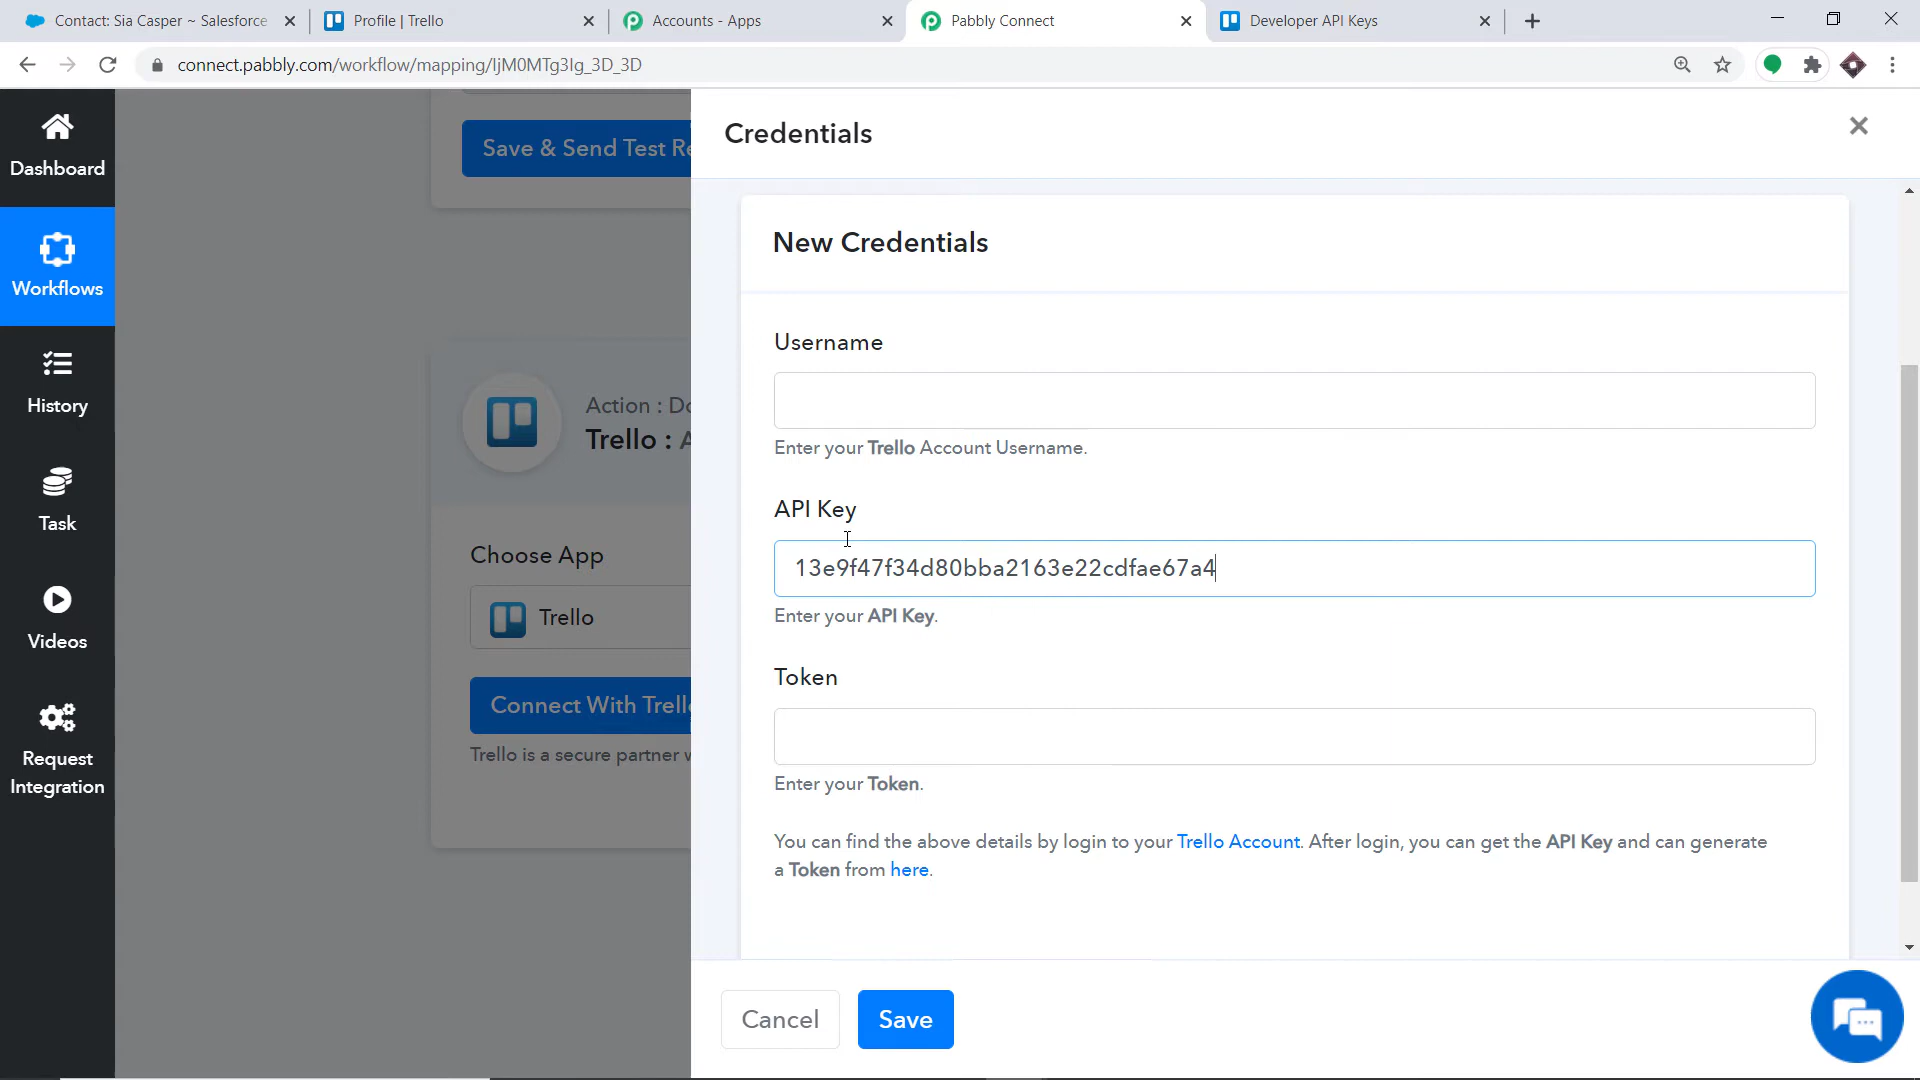 Contact: Sia Casper ~ Salesforce
Profile | Trello
Accounts - Apps
Pabbly Connect
Developer API Keys
connect.pabbly.com/workflow/mapping/IjM0MTg3Ig_3D_3D
Dashboard
Workflows
History
Task
Videos
Request
Integration
Save & Send Test Re
Action : Do
Trello : A
Choose App
Trello
Connect With Trell
Trello is a secure partner w
Credentials
New Credentials
Username
Enter your Trello Account Username.
API Key
13e9f47f34d80bba2163e22cdfae67a4
Enter your API Key.
Token
Enter your Token.
You can find the above details by login to your Trello Account. After login, you can get the API Key and can generate
a Token from here.
Cancel
Save